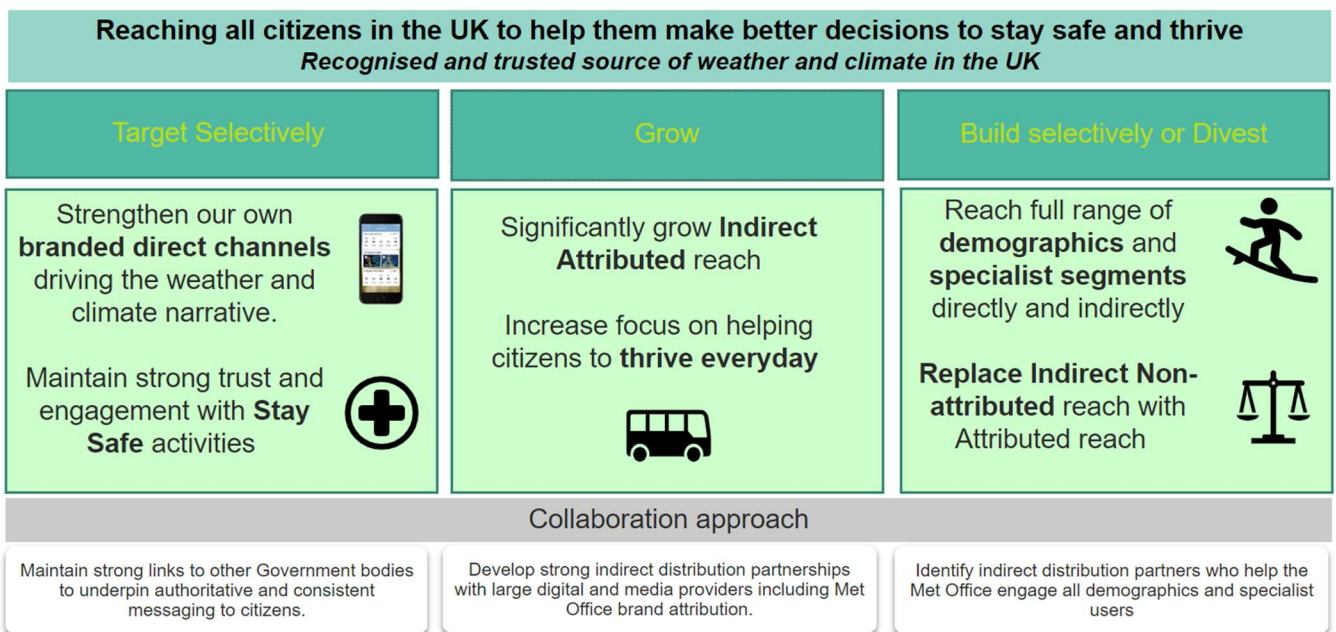 Reaching all citizens in the UK to help them make better decisions to stay safe and thrive
Recognised and trusted source of weather and climate in the UK
Target Selectively
Strengthen our own
branded direct channels
driving the weather and
climate narrative.
Maintain strong trust and
engagement with Stay
Safe activities
Grow
Significantly grow Indirect
Attributed reach
Increase focus on helping
citizens to thrive everyday
Build selectively or Divest
Reach full range of
demographics and
specialist segments
directly and indirectly
Replace Indirect Non-
attributed reach with
Attributed reach
Collaboration approach
Maintain strong links to other Government bodies
to underpin authoritative and consistent
messaging to citizens.
Develop strong indirect distribution partnerships
with large digital and media providers including Met
Office brand attribution.
Identify indirect distribution partners who help the
Met Office engage all demographics and specialist
users